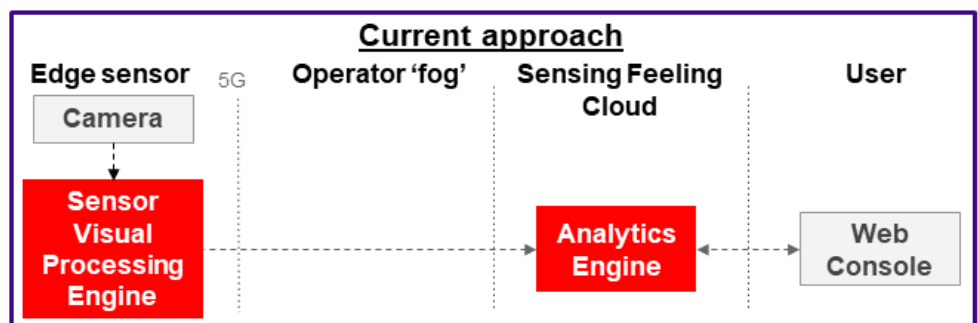 Current approach
Edge sensor
5G
Operator ‘fog’
Sensing Feeling
Cloud
User
Camera
Sensor
Visual
Processing
Engine
Analytics
Engine
Web
Console